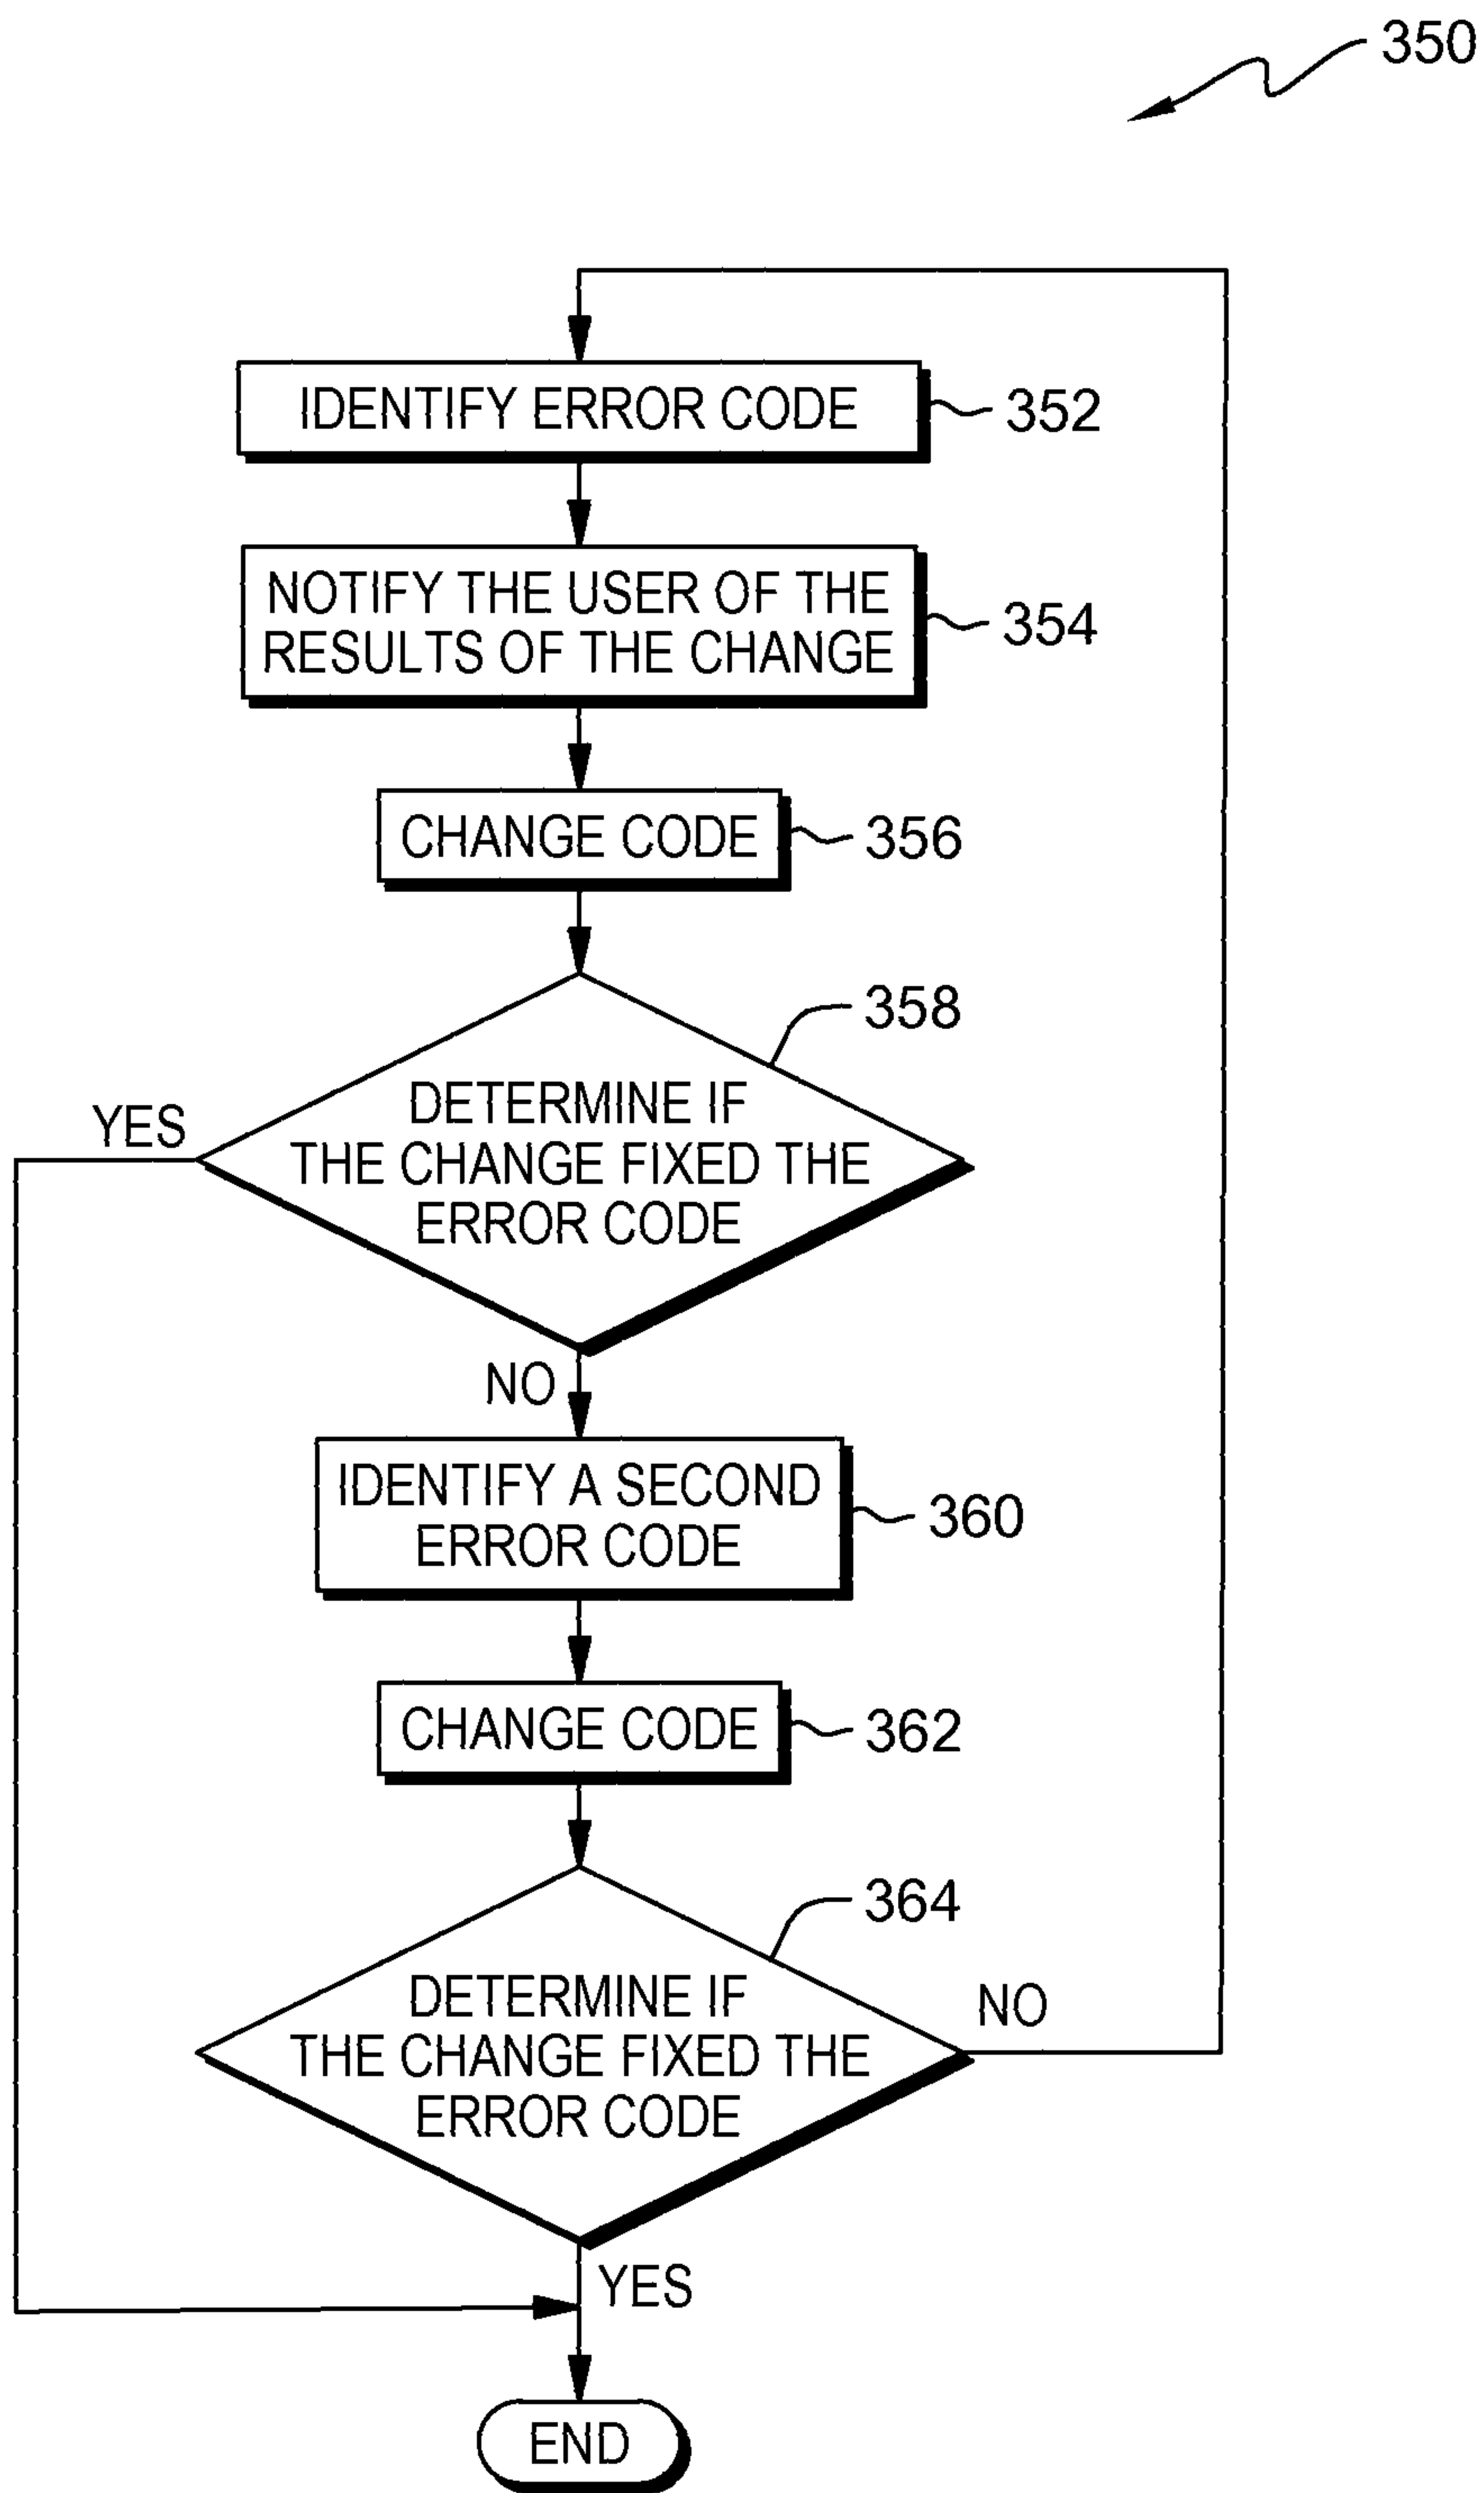 350
IDENTIFY ERROR CODE
352
NOTIFY THE USER OF THE
RESULTS OF THE CHANGE
354
CHANGE CODE
356
358
DETERMINE IF
THE CHANGE FIXED THE
ERROR CODE
YES
NO
IDENTIFY A SECOND
ERROR CODE
360
CHANGE CODE
362
364
DETERMINE IF
THE CHANGE FIXED THE
ERROR CODE
NO
YES
END